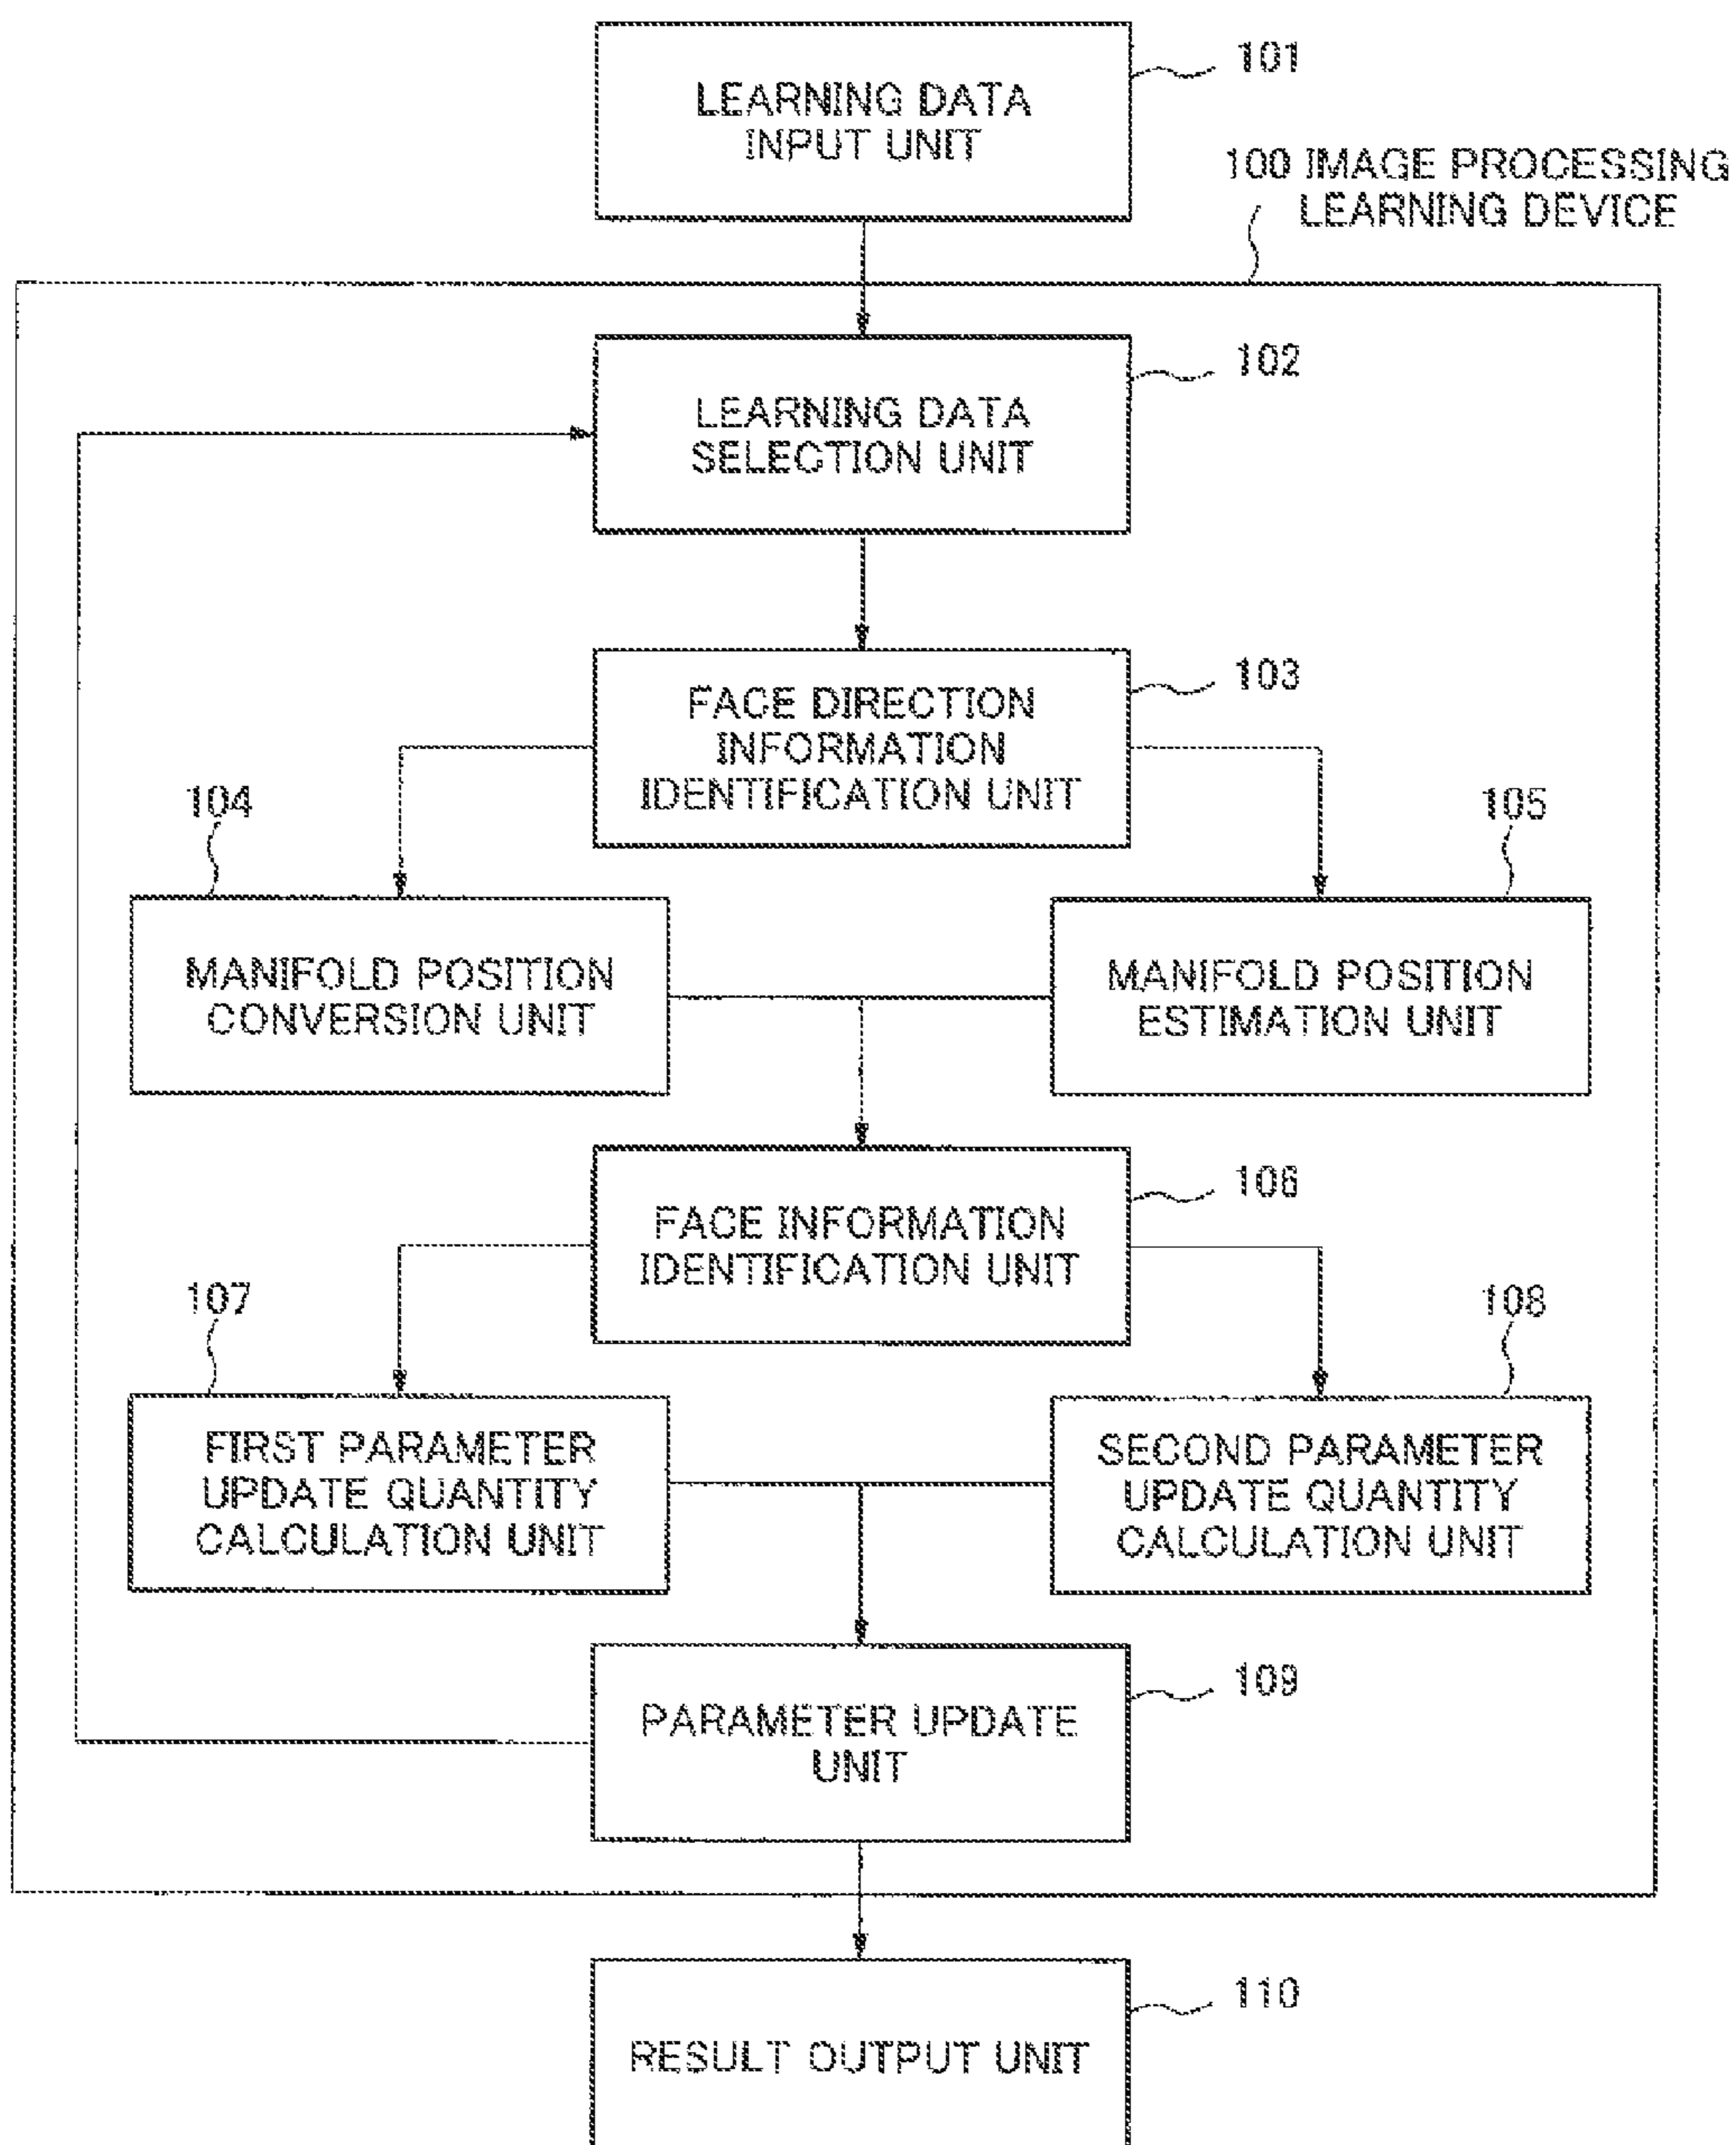 LEARNING DATA
INPUT UNIT
101
100 IMAGE PROCESSING
LEARNING DEVICE
102
LEARNING DATA
SELECTION UNIT
103
FACE DIRECTION
INFORMATION
IDENTIFICATION UNIT
104
105
MANIFOLD POSITION
CONVERSION UNIT
MANIFOLD POSITION
ESTIMATION UNIT
106
FACE INFORMATION
IDENTIFICATION UNIT
107
108
FIRST PARAMETER
UPDATE QUANTITY
CALCULATION UNIT
SECOND PARAMETER
UPDATE QUANTITY
CALCULATION UNIT
109
PARAMETER UPDATE
UNIT
110
RESULT OUTPUT UNIT